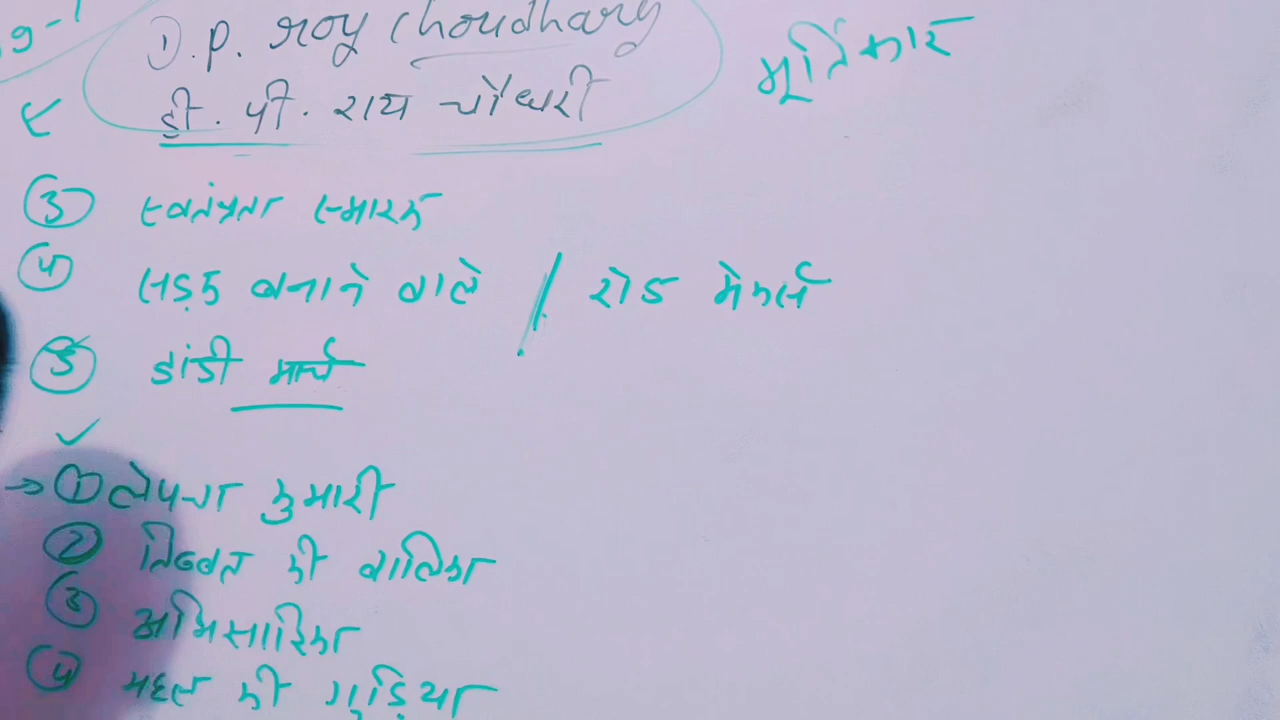 D.p. roy Choudhary
मूर्तिकार
डी. पी. राय चौधरी
③ स्वतंत्रता स्मारक
④ सड़क बनाने वाले / रोड मेकर्स
⑤ डांडी मार्च
→ ① लेपचा कुमारी
② तिब्बत की बालिका
③ अभिसारिका
④ महल की गुड़िया